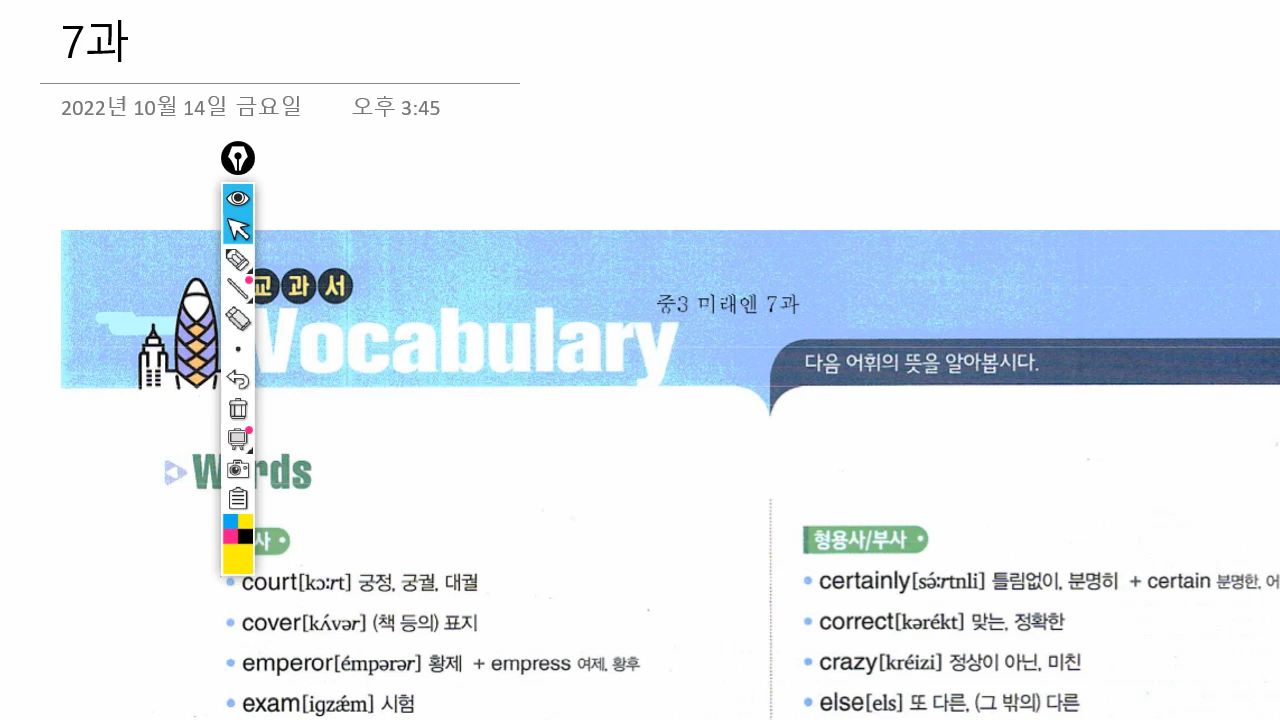 7과
2022년 10월 14일 금요일 오후 3:45
교과서
중3 미래엔 7과
Vocabulary
다음 어휘의 뜻을 알아봅시다.
Words
사
형용사/부사
court[kɔːrt] 궁정, 궁궐, 대궐
cover[kʌ́vər] (책 등의) 표지
emperor[émpərər] 황제 + empress 여제, 황후
exam[igzǽm] 시험
certainly[sə́ːrtnli] 틀림없이, 분명히 + certain 분명한,
correct[kərékt] 맞는, 정확한
crazy[kréizi] 정상이 아닌, 미친
else[els] 또 다른, (그 밖의) 다른